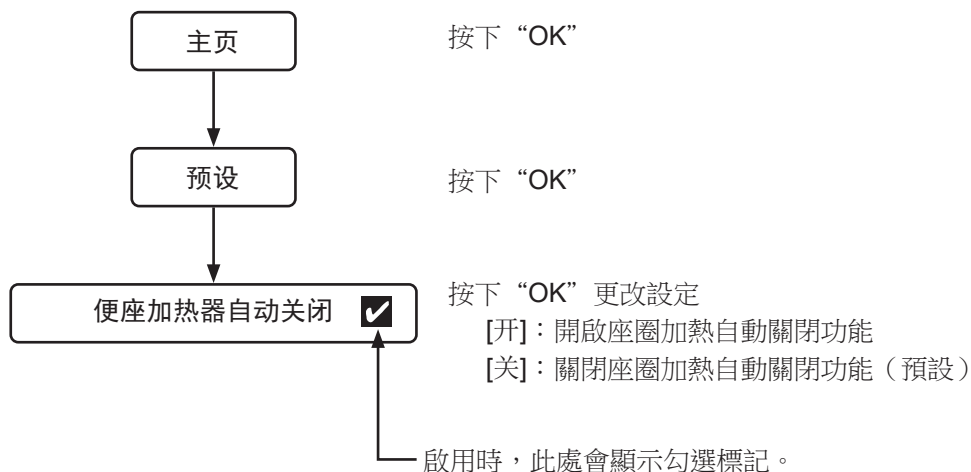 主页
按下“OK”
预设
按下“OK”
便座加热器自动关闭 ✔
按下“OK”更改設定
[开]：開啟座圈加熱自動關閉功能
[关]：關閉座圈加熱自動關閉功能（預設）
啟用時，此處會顯示勾選標記。